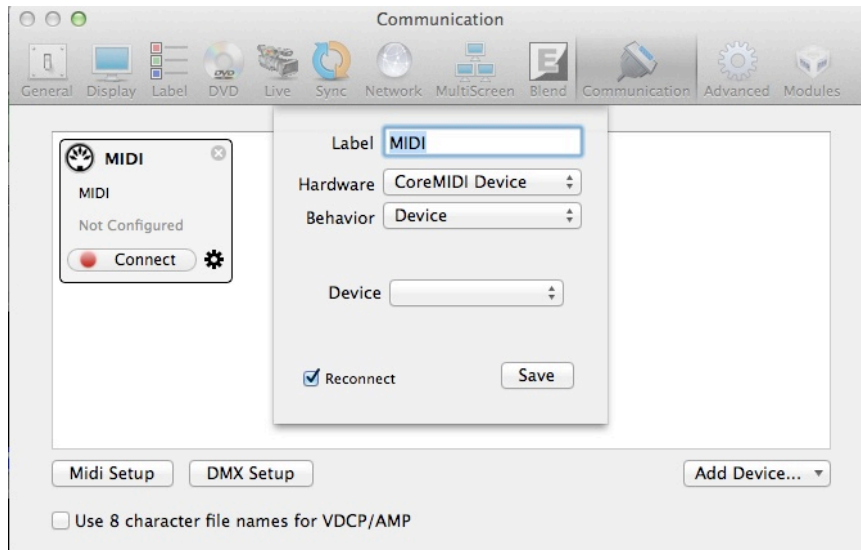 Communication
General Display Label DVD Live Sync Network MultiScreen Blend Communication Advanced Modules
MIDI
MIDI
Not Configured
Connect
Label MIDI
Hardware CoreMIDI Device
Behavior Device
Device
Reconnect
Save
Midi Setup DMX Setup Add Device...
Use 8 character file names for VDCP/AMP